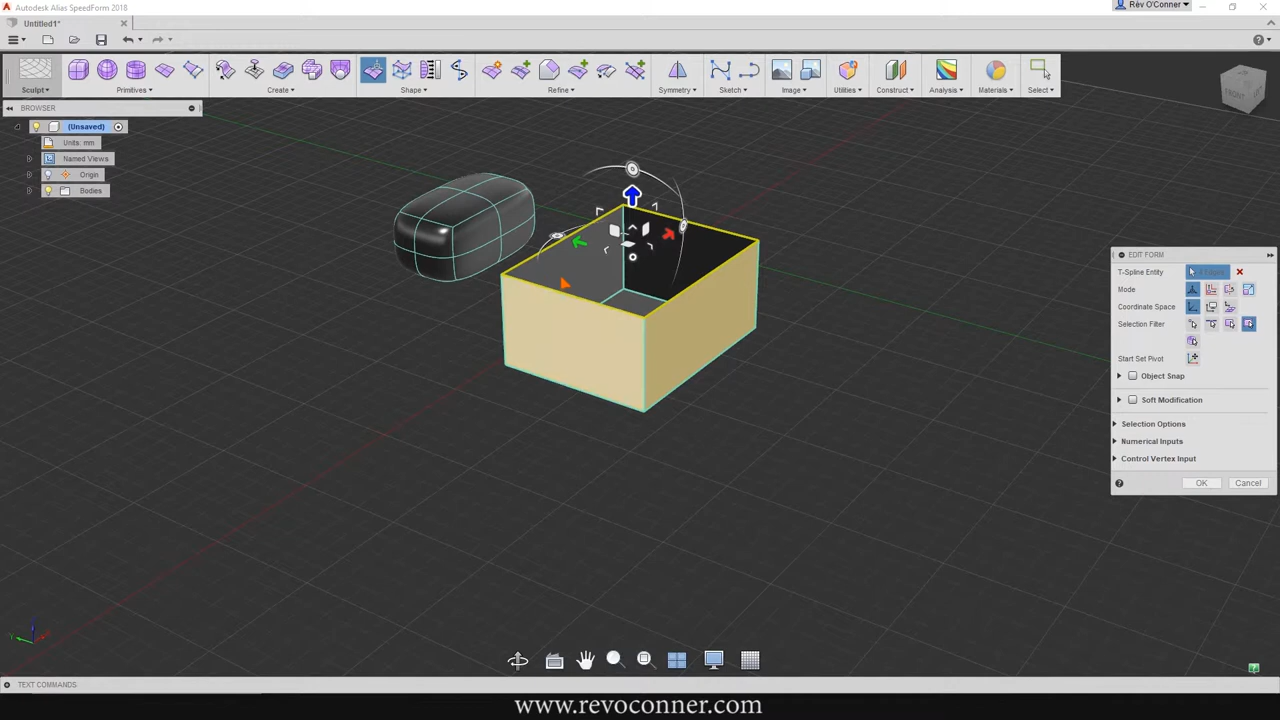 Autodesk Alias SpeedForm 2018
Rév O'Conner
Untitled1*
Sculpt
Primitives
Create
Shape
Refine
Symmetry
Sketch
Image
Utilities
Construct
Analysis
Materials
Select
FRONT
BROWSER
(Unsaved)
Units: mm
Named Views
Origin
Bodies
EDIT FORM
T-Spline Entity
Mode
Coordinate Space
Selection Filter
Start Set Pivot
Object Snap
Soft Modification
Selection Options
Numerical Inputs
Control Vertex Input
OK
Cancel
TEXT COMMANDS
www.revoconner.com